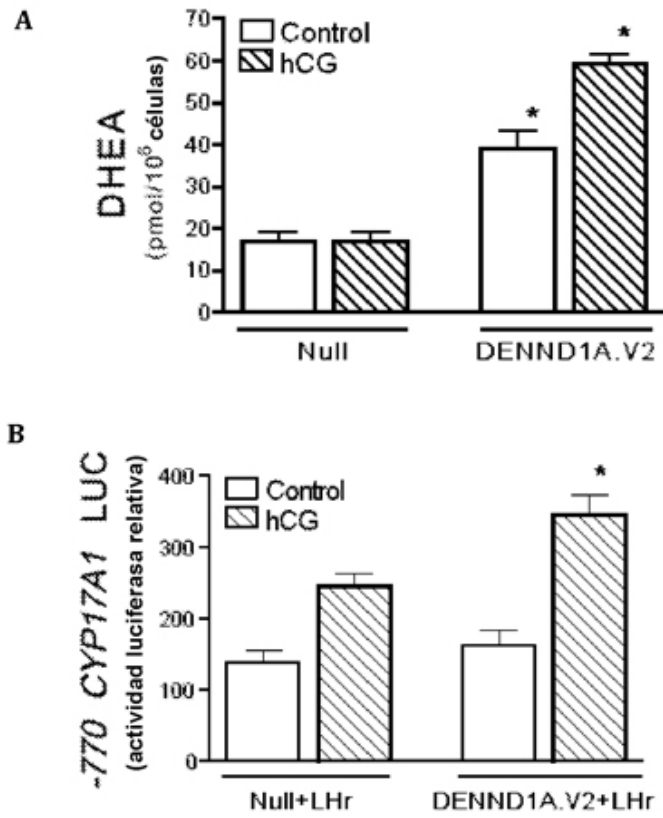 A
DHEA
(pmol/10⁶ células)
70
60
50
40
30
20
10
0
Control
hCG
*
*
Null
DENND1A.V2
B
-770 CYP17A1 LUC
(actividad luciferasa relativa)
400
300
200
100
0
Control
hCG
*
Null+LHr
DENND1A.V2+LHr